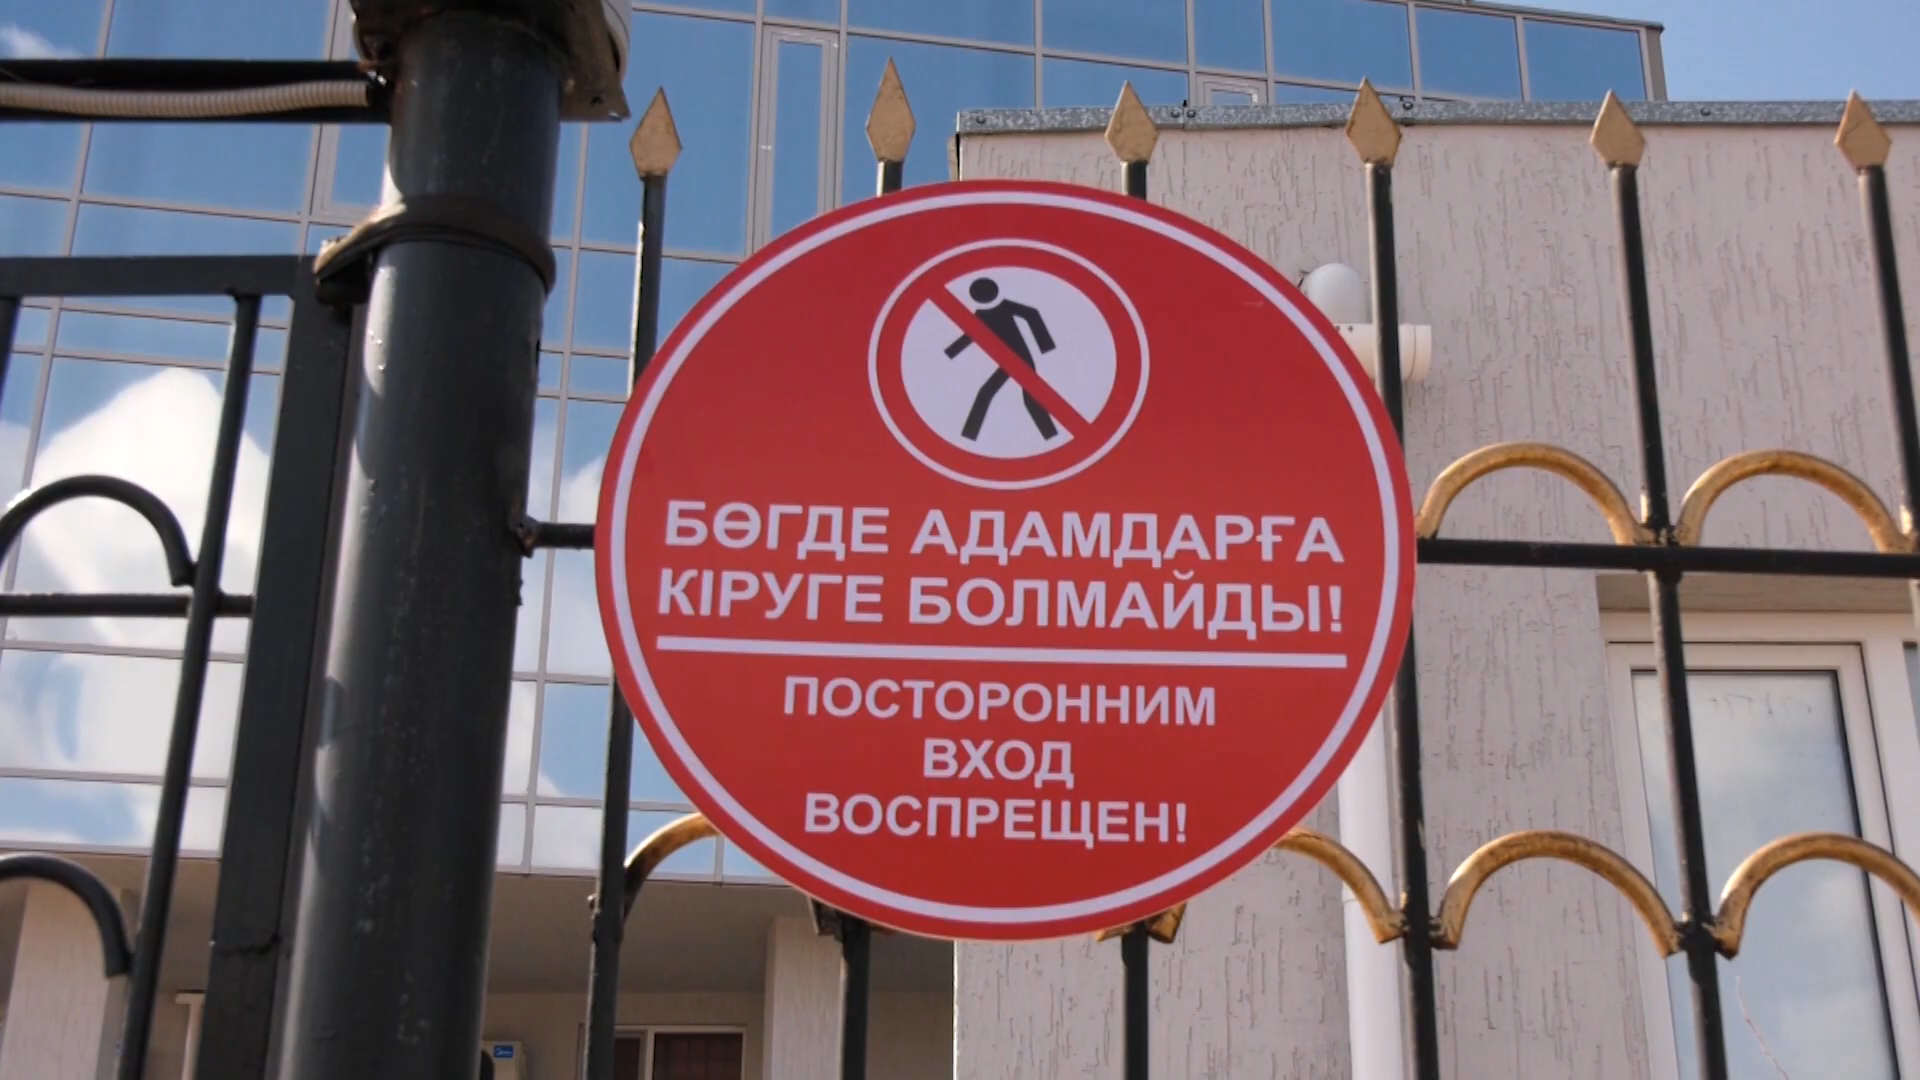 БӨГДЕ АДАМДАРҒА
КІРУГЕ БОЛМАЙДЫ!
ПОСТОРОННИМ
ВХОД
ВОСПРЕЩЕН!